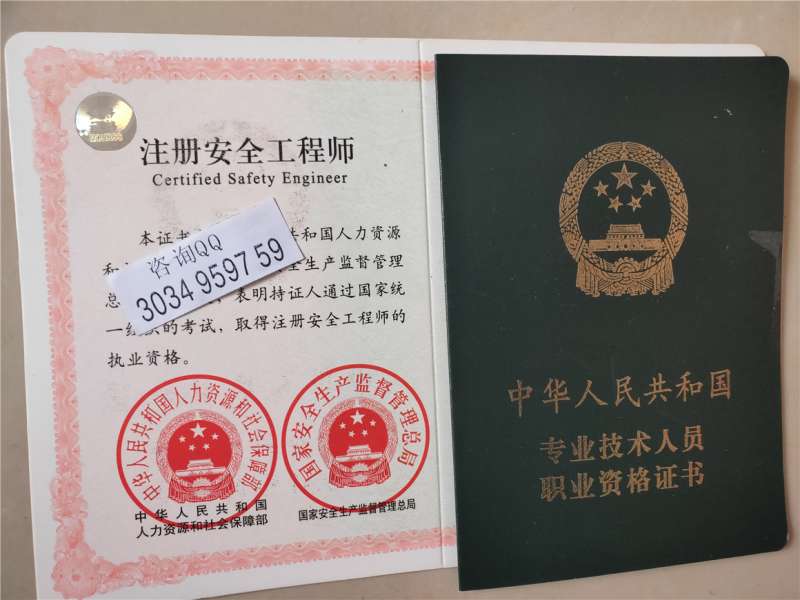 注册安全工程师
Certified Safety Engineer
本证书 共和国人力资源
和 全生产监督管理
总 表明持证人通过国家统
一 的考试，取得注册安全工程师的
执业资格。
咨询QQ
3034 9597 59
中华人民共和国人力资源和社会保障部
国家安全生产监督管理总局
中华人民共和国
人力资源和社会保障部
国家安全生产监督管理总局
中华人民共和国
专业技术人员
职业资格证书